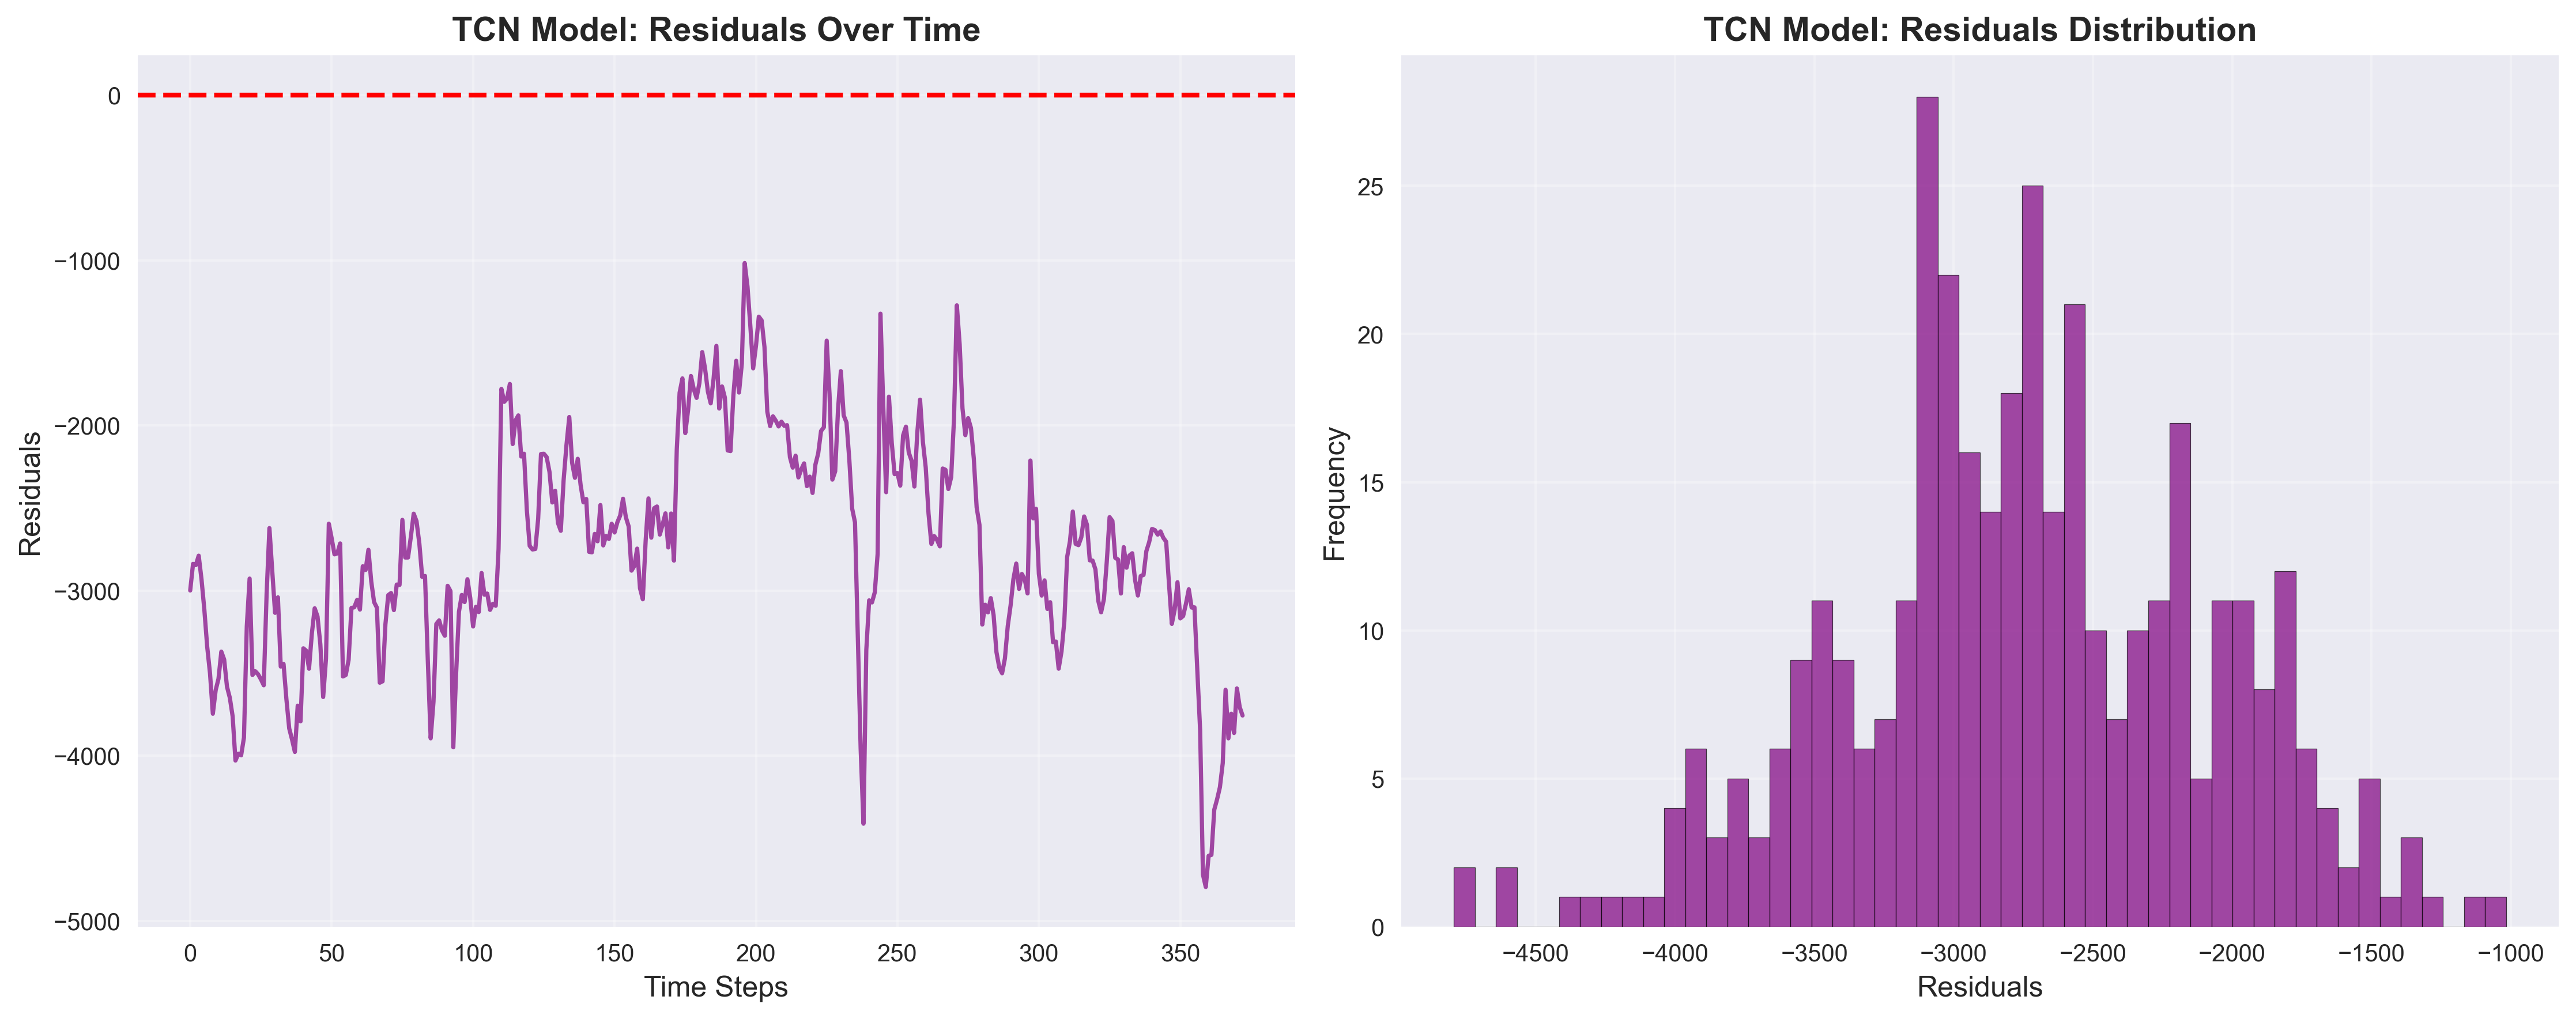 TCN Model: Residuals Over Time
Residuals
0
−1000
−2000
−3000
−4000
−5000
0 50 100 150 200 250 300 350
Time Steps
TCN Model: Residuals Distribution
Frequency
25
20
15
10
5
0
−4500 −4000 −3500 −3000 −2500 −2000 −1500 −1000
Residuals